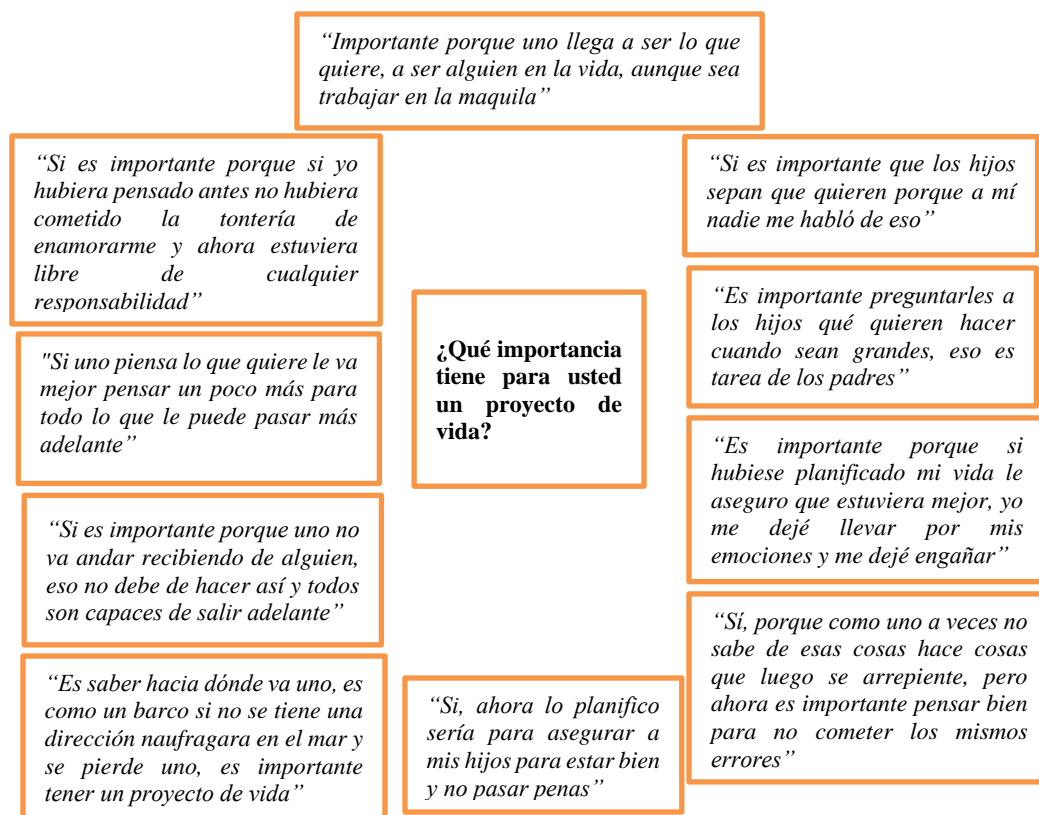 “Importante porque uno llega a ser lo que
quiere, a ser alguien en la vida, aunque sea
trabajar en la maquila”
“Si es importante porque si yo
hubiera pensado antes no hubiera
cometido la tontería de
enamorarme y ahora estuviera
libre de cualquier
responsabilidad”
"Si uno piensa lo que quiere le va
mejor pensar un poco más para
todo lo que le puede pasar más
adelante”
“Si es importante porque uno no
va andar recibiendo de alguien,
eso no debe de hacer así y todos
son capaces de salir adelante”
“Es saber hacia dónde va uno, es
como un barco si no se tiene una
dirección naufragara en el mar y
se pierde uno, es importante
tener un proyecto de vida”
¿Qué importancia
tiene para usted
un proyecto de
vida?
“Si, ahora lo planifico
sería para asegurar a
mis hijos para estar bien
y no pasar penas”
“Si es importante que los hijos
sepan que quieren porque a mí
nadie me habló de eso”
“Es importante preguntarles a
los hijos qué quieren hacer
cuando sean grandes, eso es
tarea de los padres”
“Es importante porque si
hubiese planificado mi vida le
aseguro que estuviera mejor, yo
me dejé llevar por mis
emociones y me dejé engañar”
“Sí, porque como uno a veces no
sabe de esas cosas hace cosas
que luego se arrepiente, pero
ahora es importante pensar bien
para no cometer los mismos
errores”